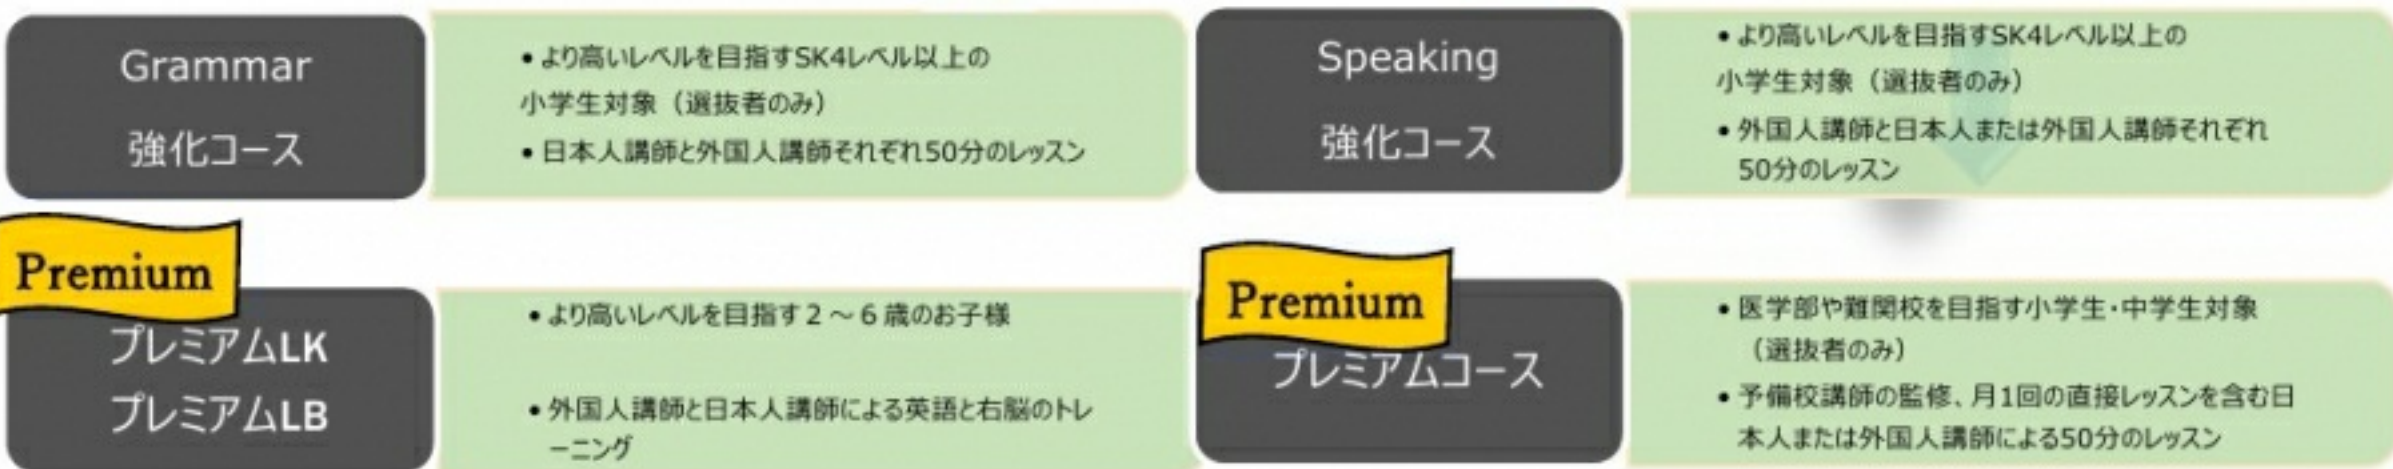 Grammar
強化コース
• より高いレベルを目指すSK4レベル以上の
小学生対象（選抜者のみ）
• 日本人講師と外国人講師それぞれ50分のレッスン
Speaking
強化コース
• より高いレベルを目指すSK4レベル以上の
小学生対象（選抜者のみ）
• 外国人講師と日本人または外国人講師それぞれ
50分のレッスン
Premium
プレミアムLK
プレミアムLB
• より高いレベルを目指す２～６歳のお子様
• 外国人講師と日本人講師による英語と右脳のトレ
ーニング
Premium
プレミアムコース
• 医学部や難関校を目指す小学生・中学生対象
（選抜者のみ）
• 予備校講師の監修、月1回の直接レッスンを含む日
本人または外国人講師による50分のレッスン